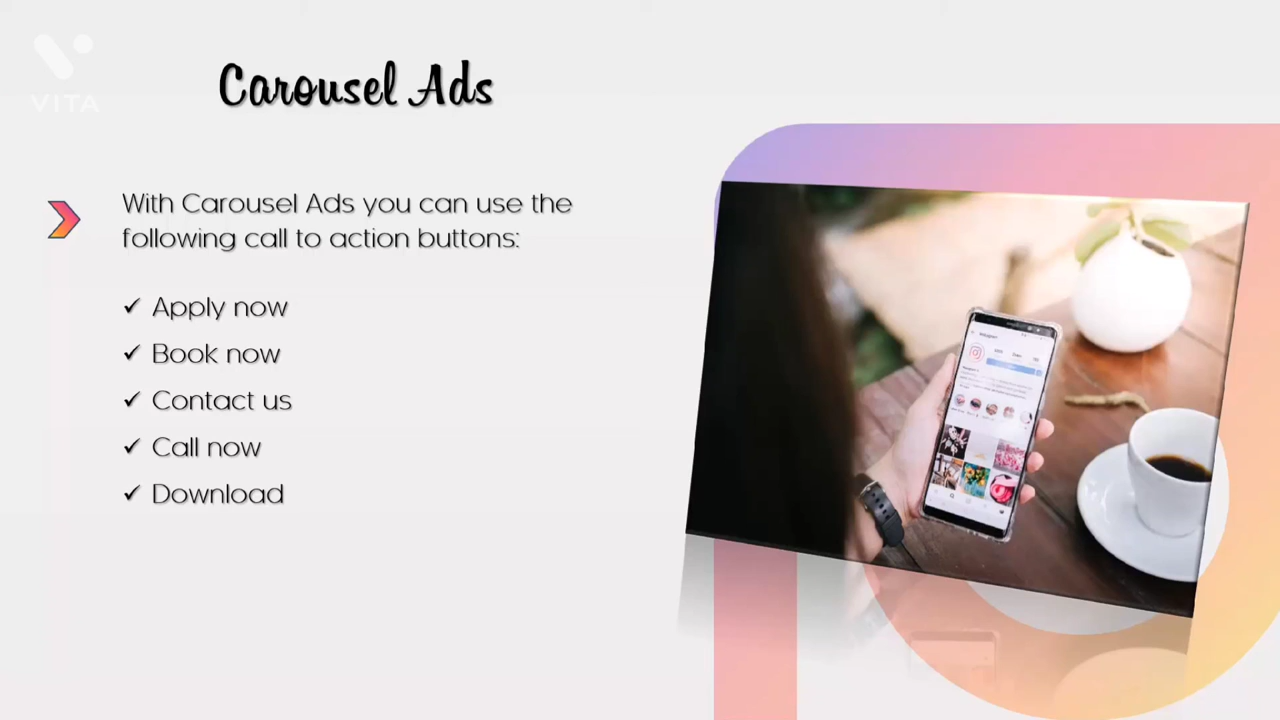 VITA
Carousel Ads
With Carousel Ads you can use the
following call to action buttons:
✓ Apply now
✓ Book now
✓ Contact us
✓ Call now
✓ Download